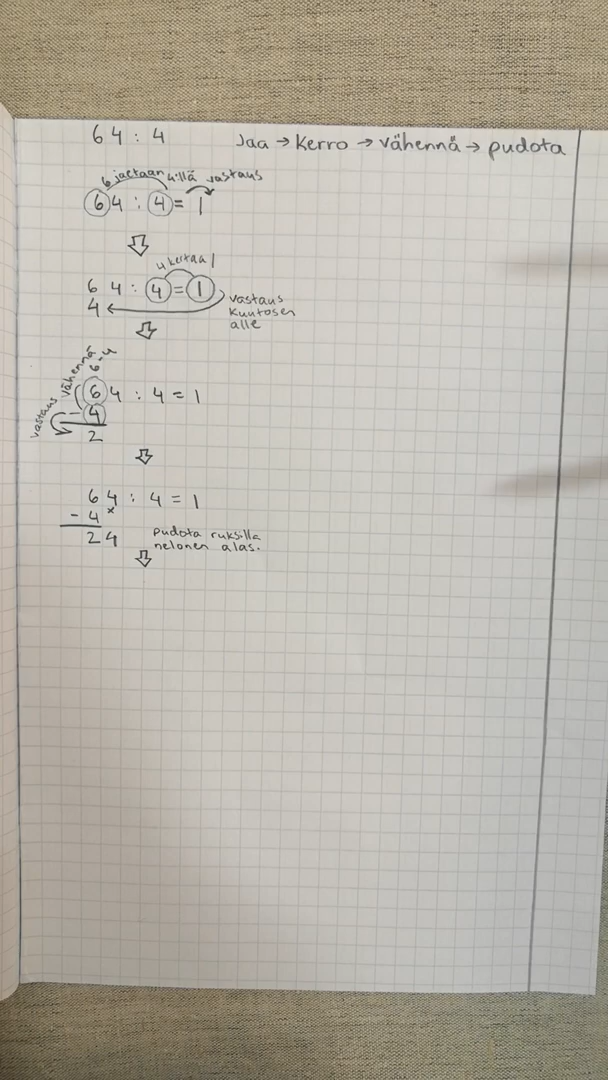 64 : 4
Jaa → Kerro → vähennä → pudota
6 jaetaan 4:llä vastaus
64 : 4 = 1
4 kertaa 1
64 : 4 = 1
4
vastaus
kuutosen
alle
vastaus
vähennä
6-4
64 : 4 = 1
- 4
2
64 : 4 = 1
- 4 x
24
pudota ruksilla
nelonen alas.